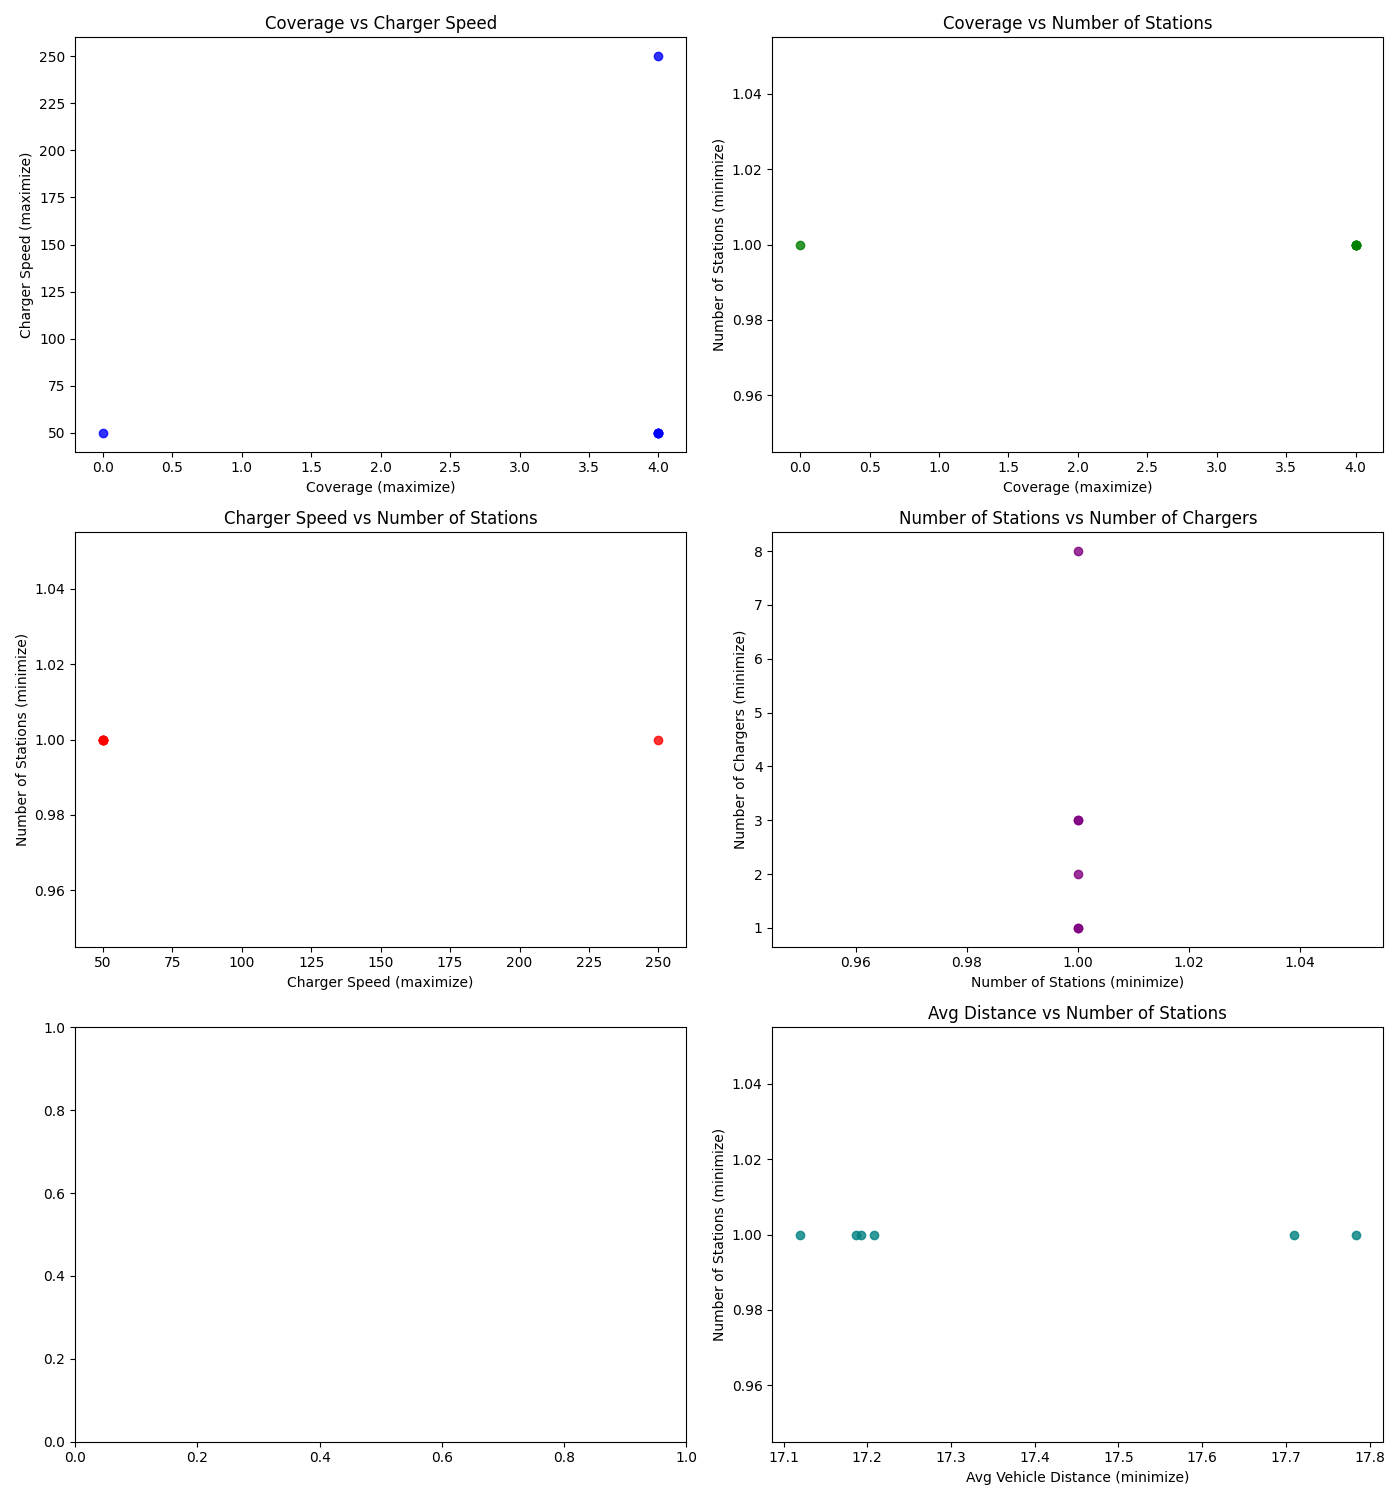 Coverage vs Charger Speed
250
225
200
175
150
125
100
75
50
Charger Speed (maximize)
0.0 0.5 1.0 1.5 2.0 2.5 3.0 3.5 4.0
Coverage (maximize)
Coverage vs Number of Stations
1.04
1.02
1.00
0.98
0.96
Number of Stations (minimize)
0.0 0.5 1.0 1.5 2.0 2.5 3.0 3.5 4.0
Coverage (maximize)
Charger Speed vs Number of Stations
1.04
1.02
1.00
0.98
0.96
Number of Stations (minimize)
50 75 100 125 150 175 200 225 250
Charger Speed (maximize)
Number of Stations vs Number of Chargers
8
7
6
5
4
3
2
1
Number of Chargers (minimize)
0.96 0.98 1.00 1.02 1.04
Number of Stations (minimize)
1.0
0.8
0.6
0.4
0.2
0.0
0.0 0.2 0.4 0.6 0.8 1.0
Avg Distance vs Number of Stations
1.04
1.02
1.00
0.98
0.96
Number of Stations (minimize)
17.1 17.2 17.3 17.4 17.5 17.6 17.7 17.8
Avg Vehicle Distance (minimize)